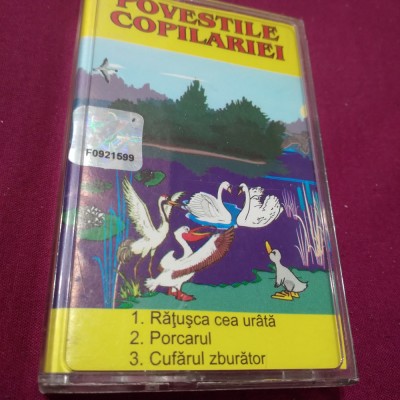 POVESTILE
COPILARIEI
F0921599
1. Rățușca cea urâtă
2. Porcarul
3. Cufărul zburător